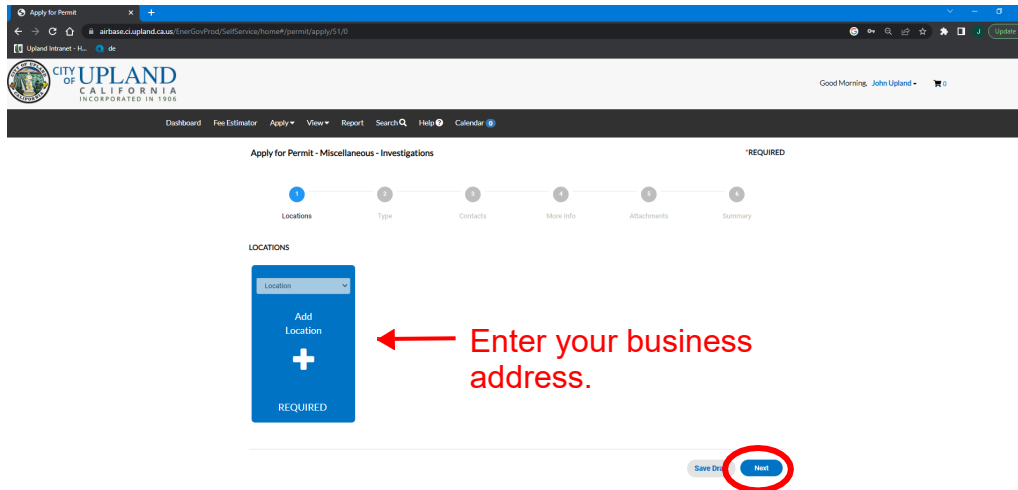 Apply for Permit
airbase.ci.upland.ca.us/EnerGovProd/SelfService/home#/permit/apply/51/0
J Update
Upland Intranet - H... de
CITY OF UPLAND
CALIFORNIA
INCORPORATED IN 1906
Good Morning, John Upland 0
Dashboard Fee Estimator Apply View Report Search Help Calendar 0
Apply for Permit - Miscellaneous - Investigations *REQUIRED
1 2 3 4 5 6
Locations Type Contacts More Info Attachments Summary
LOCATIONS
Location
Add
Location
REQUIRED
Enter your business
address.
Save Draft Next